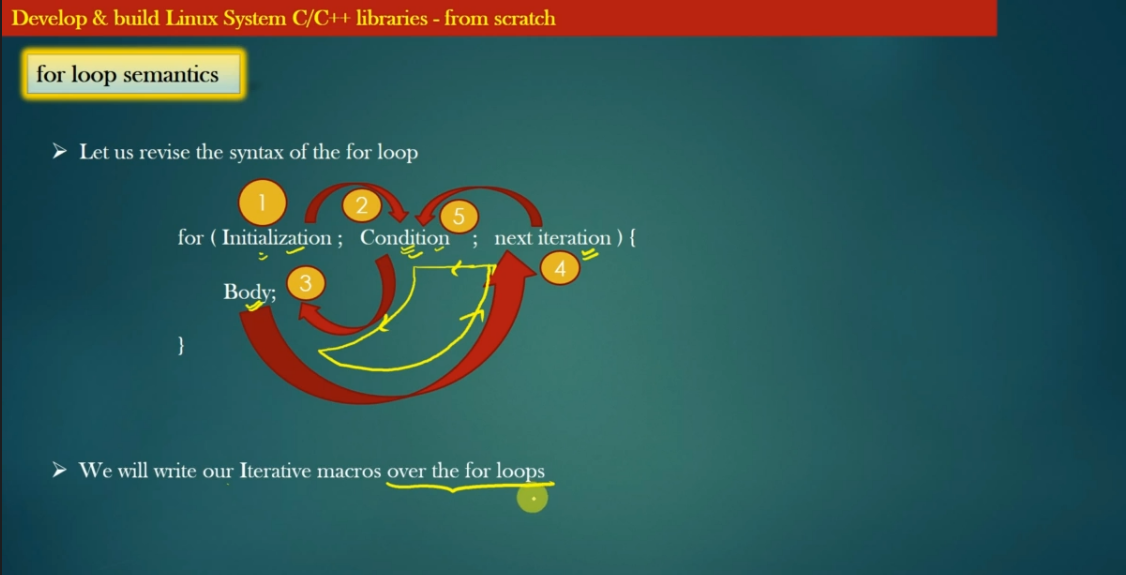 Develop & build Linux System C/C++ libraries - from scratch
for loop semantics
➢ Let us revise the syntax of the for loop
1 2 5
for ( Initialization ; Condition ; next iteration ) {
4
Body; 3
}
➢ We will write our Iterative macros over the for loops